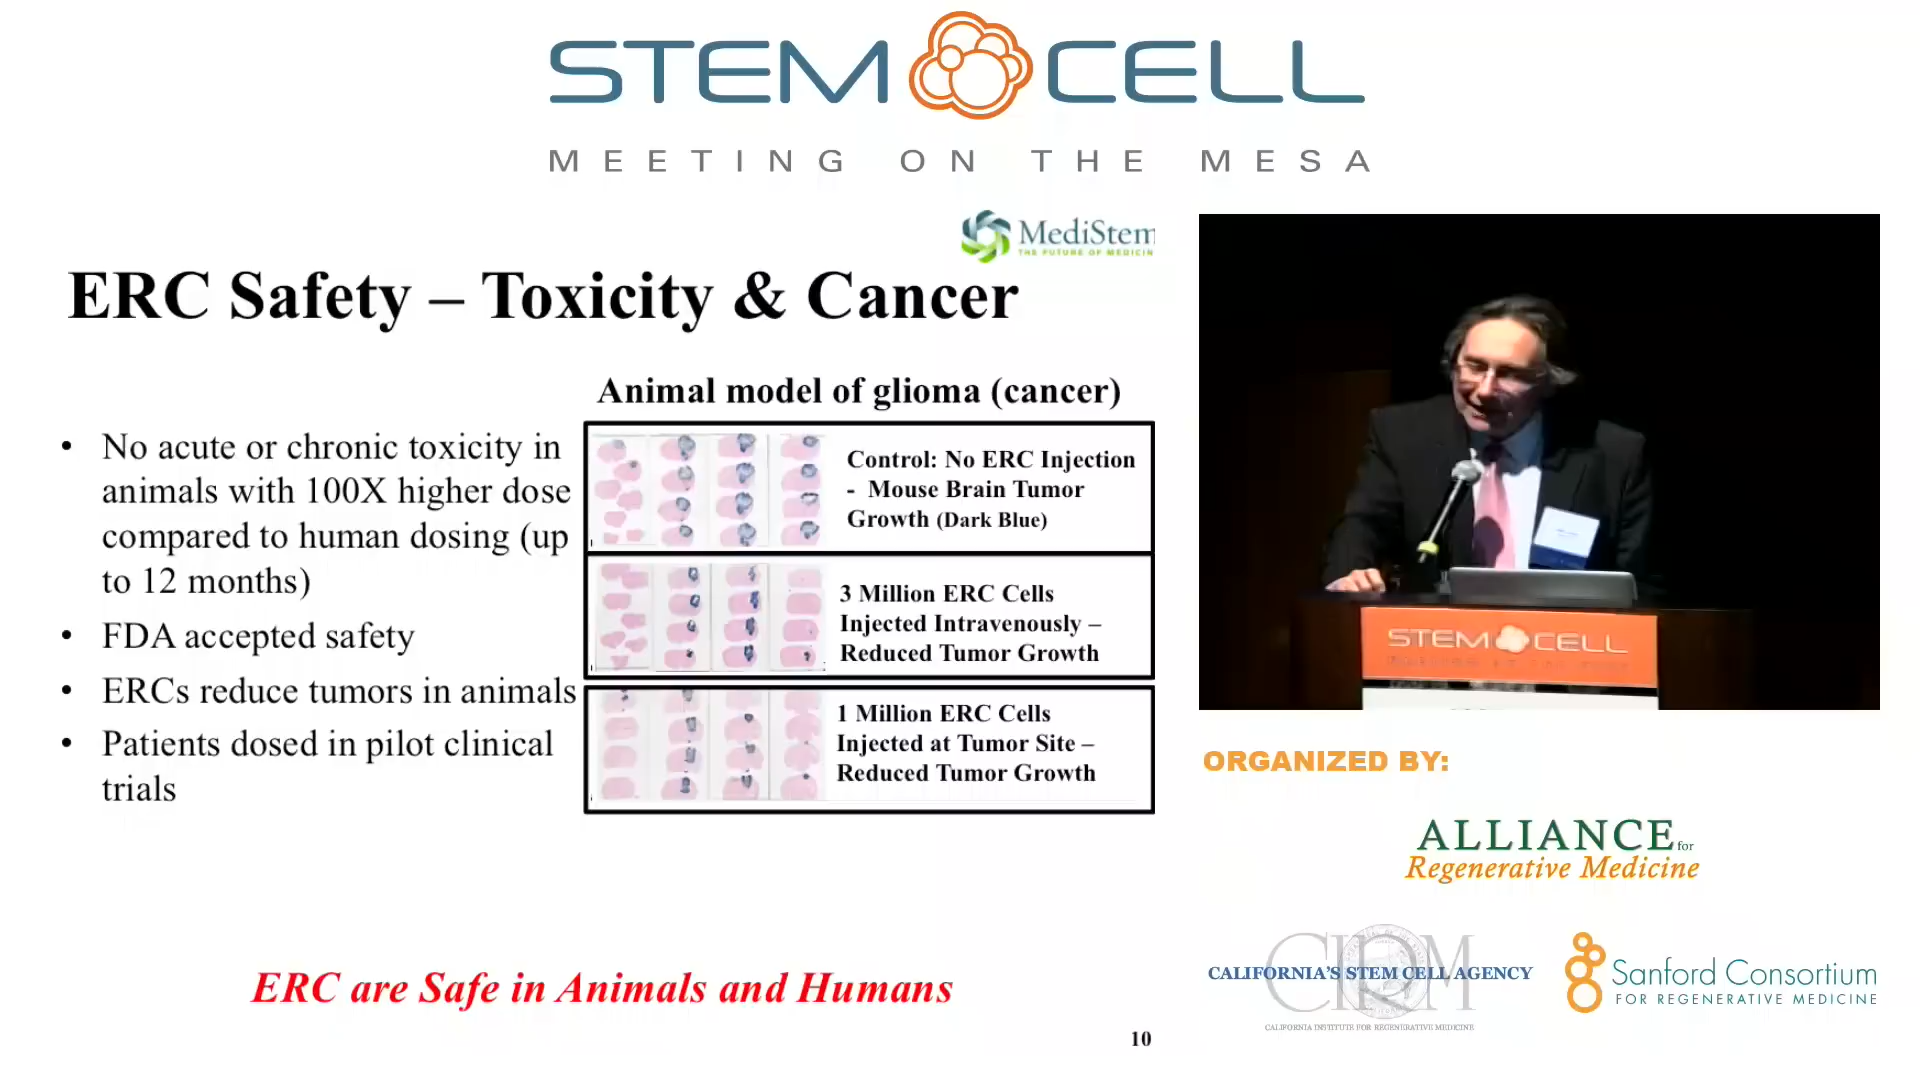 STEM CELL
MEETING ON THE MESA
MediStem
THE FUTURE OF MEDICIN
ERC Safety – Toxicity & Cancer
Animal model of glioma (cancer)
• No acute or chronic toxicity in
animals with 100X higher dose
compared to human dosing (up
to 12 months)
• FDA accepted safety
• ERCs reduce tumors in animals
• Patients dosed in pilot clinical
trials
Control: No ERC Injection
- Mouse Brain Tumor
Growth (Dark Blue)
3 Million ERC Cells
Injected Intravenously –
Reduced Tumor Growth
1 Million ERC Cells
Injected at Tumor Site –
Reduced Tumor Growth
ERC are Safe in Animals and Humans
10
STEM CELL
ORGANIZED BY:
ALLIANCE for
Regenerative Medicine
CIRM
CALIFORNIA'S STEM CELL AGENCY
CALIFORNIA INSTITUTE FOR REGENERATIVE MEDICINE
Sanford Consortium
FOR REGENERATIVE MEDICINE